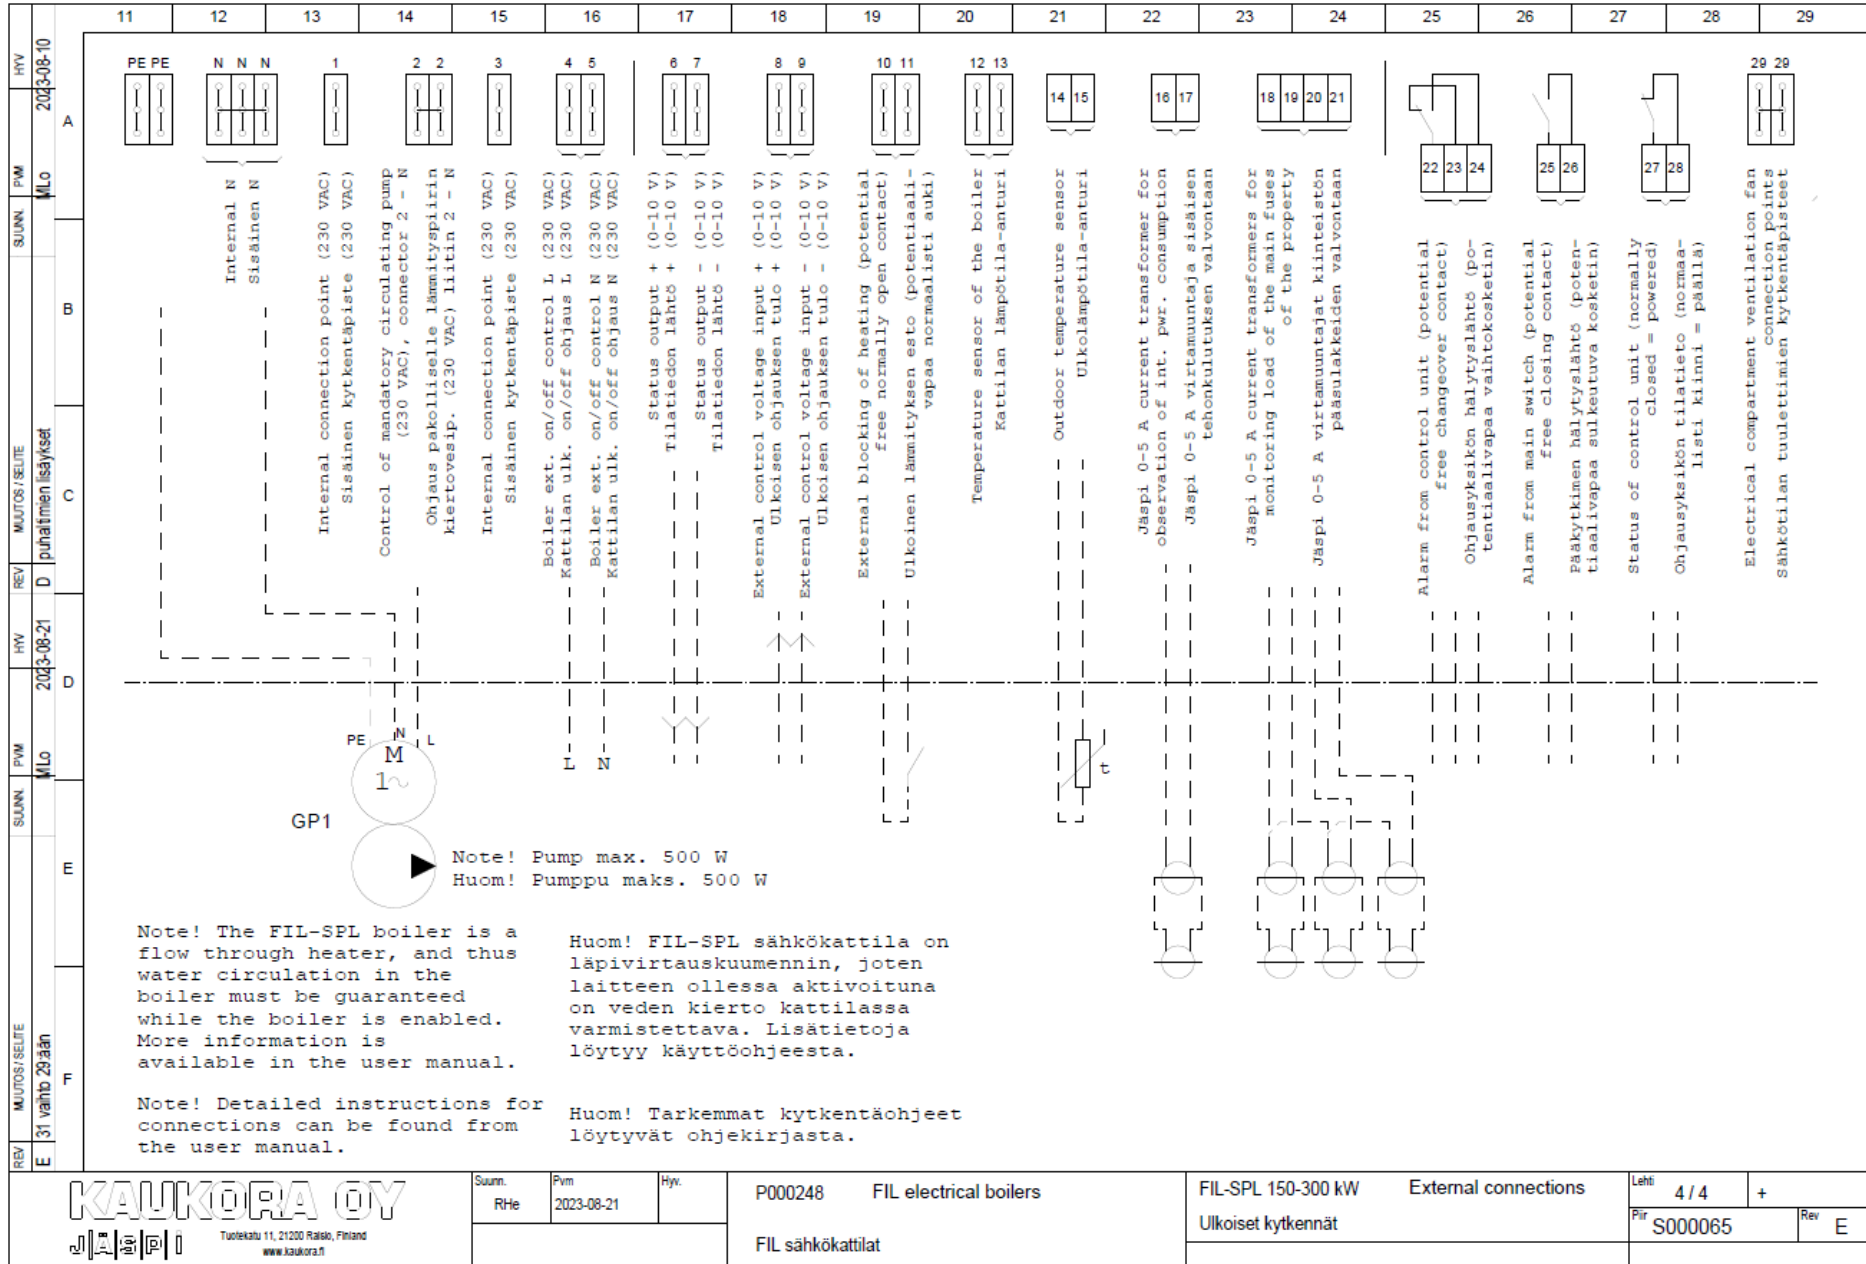 11 12 13 14 15 16 17 18 19 20 21 22 23 24 25 26 27 28 29
HYV
2023-08-10
PVM
MLo
SUUNN.
MUUTOS / SELITE
puhaltimien lisäykset
REV
D
HYV
2023-08-21
PVM
MLo
SUUNN.
MUUTOS / SELITE
31 vaihto 29:ään
REV
E
A
B
C
D
E
F
PE PE
N N N
1
2 2
3
4 5
6 7
8 9
10 11
12 13
14 15
16 17
18 19 20 21
22 23 24
25 26
27 28
29 29
Internal N
Sisäinen N
Internal connection point (230 VAC)
Sisäinen kytkentäpiste (230 VAC)
Control of mandatory circulating pump
(230 VAC), connector 2 - N
Ohjaus pakolliselle lämmityspiirin
kiertovesip. (230 VAC) liitin 2 - N
Internal connection point (230 VAC)
Sisäinen kytkentäpiste (230 VAC)
Boiler ext. on/off control L (230 VAC)
Kattilan ulk. on/off ohjaus L (230 VAC)
Boiler ext. on/off control N (230 VAC)
Kattilan ulk. on/off ohjaus N (230 VAC)
Status output + (0-10 V)
Tilatiedon lähtö + (0-10 V)
Status output - (0-10 V)
Tilatiedon lähtö - (0-10 V)
External control voltage input + (0-10 V)
Ulkoisen ohjauksen tulo + (0-10 V)
External control voltage input - (0-10 V)
Ulkoisen ohjauksen tulo - (0-10 V)
External blocking of heating (potential
free normally open contact)
Ulkoinen lämmityksen esto (potentiaali-
vapaa normaalisti auki)
Temperature sensor of the boiler
Kattilan lämpötila-anturi
Outdoor temperature sensor
Ulkolämpötila-anturi
Jäspi 0-5 A current transformer for
observation of int. pwr. consumption
Jäspi 0-5 A virtamuuntaja sisäisen
tehonkulutuksen valvontaan
Jäspi 0-5 A current transformers for
monitoring load of the main fuses
of the property
Jäspi 0-5 A virtamuuntajat kiinteistön
pääsulakkeiden valvontaan
Alarm from control unit (potential
free changeover contact)
Ohjausyksikön hälytyslähtö (po-
tentiaalivapaa vaihtokosketin)
Alarm from main switch (potential
free closing contact)
Pääkytkimen hälytyslähtö (poten-
tiaalivapaa sulkeutuva kosketin)
Status of control unit (normally
closed = powered)
Ohjausyksikön tilatieto (normaa-
listi kiinni = päällä)
Electrical compartment ventilation fan
connection points
Sähkötilan tuulettimien kytkentäpisteet
PE N L
M
1~
GP1
L N
t
Note! Pump max. 500 W
Huom! Pumppu maks. 500 W
Note! The FIL-SPL boiler is a
flow through heater, and thus
water circulation in the
boiler must be guaranteed
while the boiler is enabled.
More information is
available in the user manual.
Note! Detailed instructions for
connections can be found from
the user manual.
Huom! FIL-SPL sähkökattila on
läpivirtauskuumennin, joten
laitteen ollessa aktivoituna
on veden kierto kattilassa
varmistettava. Lisätietoja
löytyy käyttöohjeesta.
Huom! Tarkemmat kytkentäohjeet
löytyvät ohjekirjasta.
KAUKORA OY
JÄSPI
Tuotekatu 11, 21200 Raisio, Finland
www.kaukora.fi
Suunn.
RHe
Pvm
2023-08-21
Hyv.
P000248 FIL electrical boilers
FIL sähkökattilat
FIL-SPL 150-300 kW External connections
Ulkoiset kytkennät
Lehti
4 / 4 +
Piir
S000065
Rev
E